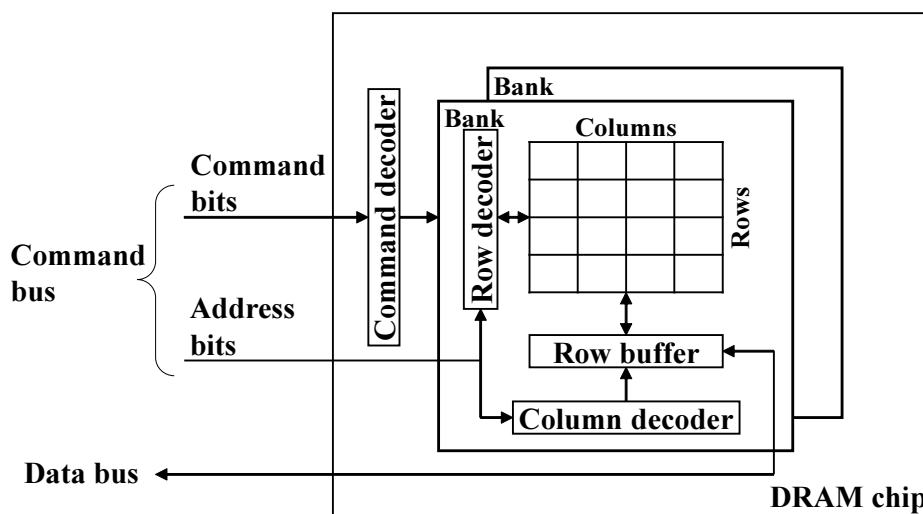 Bank
Bank
Columns
Command
bits
Command decoder
Row decoder
Rows
Command
bus
Address
bits
Row buffer
Column decoder
Data bus
DRAM chip